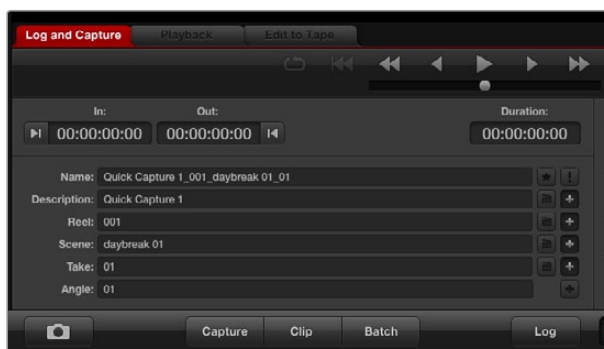 Log and Capture Playback Edit to Tape
In: Out: Duration:
00:00:00:00 00:00:00:00 00:00:00:00
Name: Quick Capture 1_001_daybreak 01_01
Description: Quick Capture 1
Reel: 001
Scene: daybreak 01
Take: 01
Angle: 01
Capture Clip Batch Log